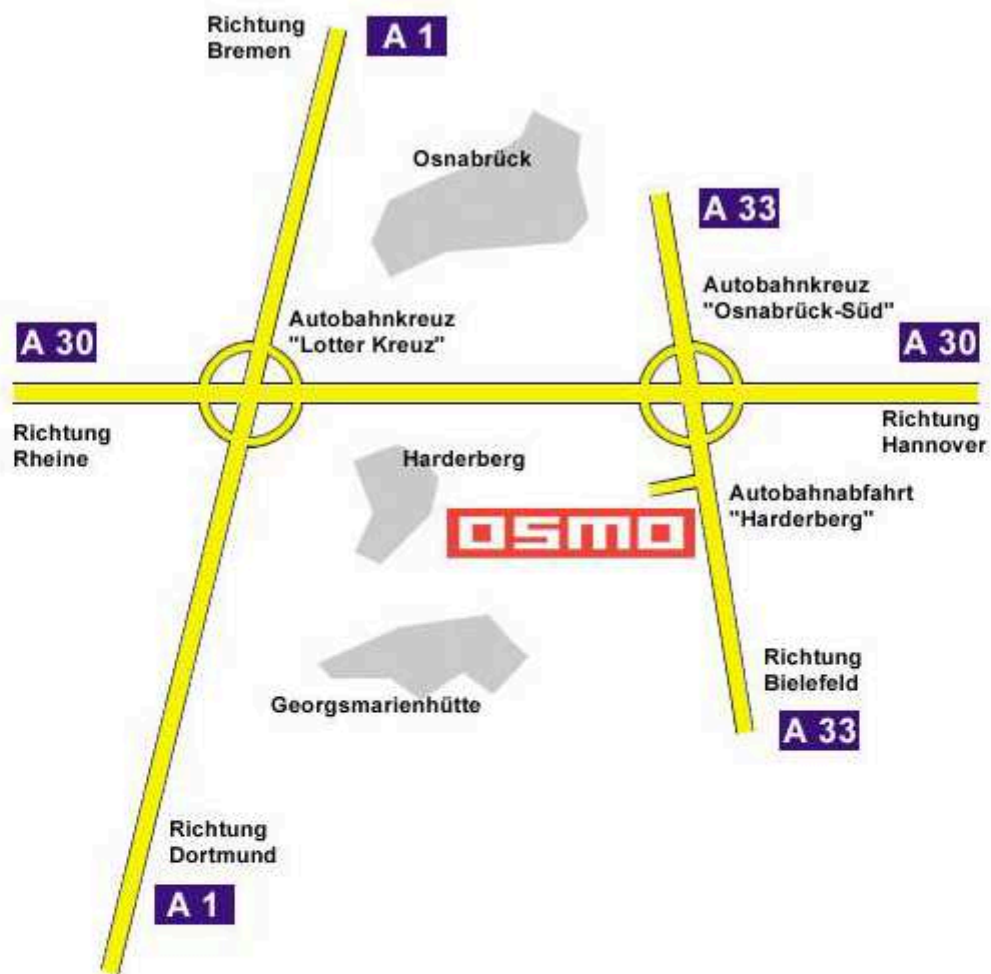 Richtung
Bremen
A 1
Osnabrück
A 33
Autobahnkreuz
"Osnabrück-Süd"
Autobahnkreuz
"Lotter Kreuz"
A 30
A 30
Richtung
Rheine
Richtung
Hannover
Harderberg
Autobahnabfahrt
"Harderberg"
OSMO
Richtung
Bielefeld
Georgsmarienhütte
A 33
Richtung
Dortmund
A 1